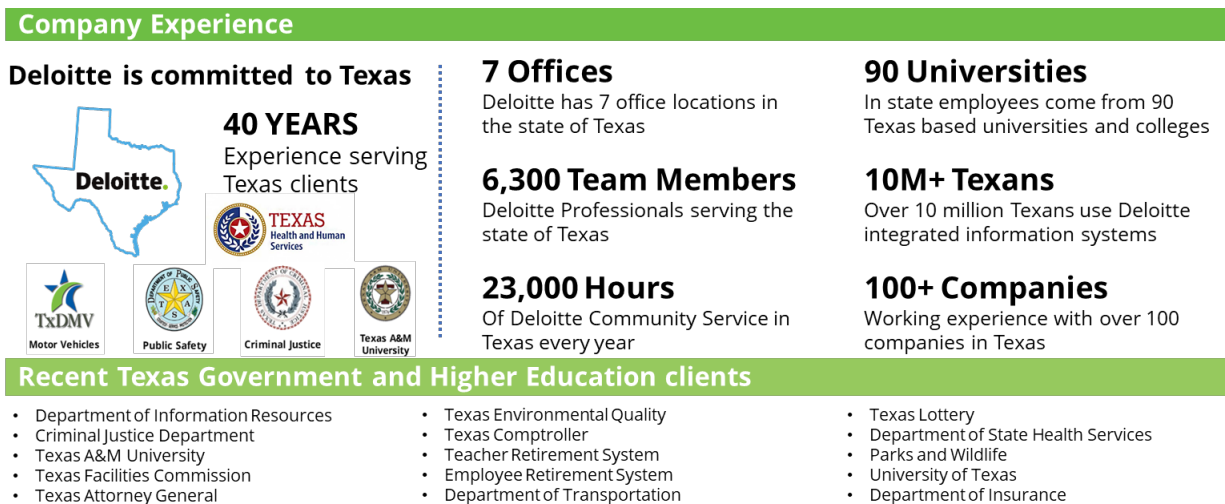 Company Experience
Deloitte is committed to Texas
Deloitte.
40 YEARS
Experience serving
Texas clients
TEXAS
Health and Human
Services
TxDMV
Motor Vehicles
DEPARTMENT OF PUBLIC SAFETY
TEXAS
Public Safety
Criminal Justice
Texas A&M
University
7 Offices
Deloitte has 7 office locations in
the state of Texas
6,300 Team Members
Deloitte Professionals serving the
state of Texas
23,000 Hours
Of Deloitte Community Service in
Texas every year
90 Universities
In state employees come from 90
Texas based universities and colleges
10M+ Texans
Over 10 million Texans use Deloitte
integrated information systems
100+ Companies
Working experience with over 100
companies in Texas
Recent Texas Government and Higher Education clients
• Department of Information Resources
• Criminal Justice Department
• Texas A&M University
• Texas Facilities Commission
• Texas Attorney General
• Texas Environmental Quality
• Texas Comptroller
• Teacher Retirement System
• Employee Retirement System
• Department of Transportation
• Texas Lottery
• Department of State Health Services
• Parks and Wildlife
• University of Texas
• Department of Insurance